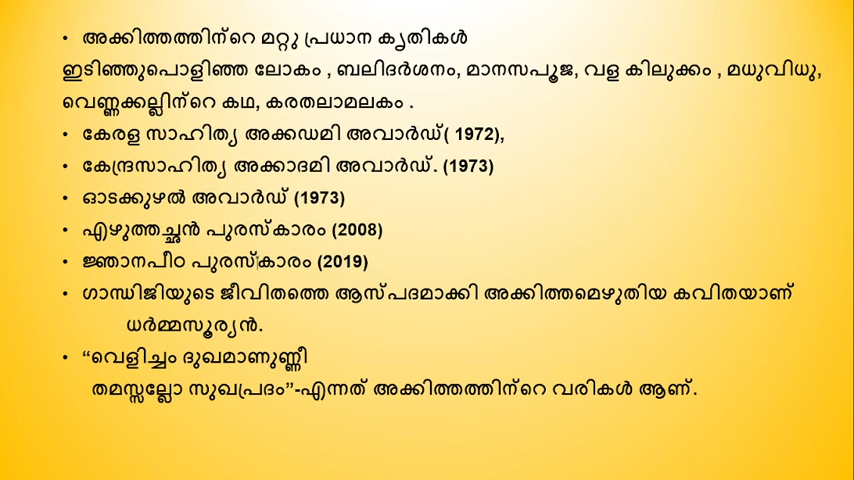 • അക്കിത്തത്തിന്റെ മറ്റു പ്രധാന കൃതികൾ
ഇടിഞ്ഞുപൊളിഞ്ഞ ലോകം , ബലിദർശനം, മാനസപൂജ, വള കിലുക്കം , മധുവിധു,
വെണ്ണക്കല്ലിന്റെ കഥ, കരതലാമലകം .
• കേരള സാഹിത്യ അക്കഡമി അവാർഡ്( 1972),
• കേന്ദ്രസാഹിത്യ അക്കാദമി അവാർഡ്. (1973)
• ഓടക്കുഴൽ അവാർഡ് (1973)
• എഴുത്തച്ഛൻ പുരസ്കാരം (2008)
• ജ്ഞാനപീഠ പുരസ്കാരം (2019)
• ഗാന്ധിജിയുടെ ജീവിതത്തെ ആസ്പദമാക്കി അക്കിത്തമെഴുതിയ കവിതയാണ്
ധർമ്മസൂര്യൻ.
• “വെളിച്ചം ദുഖമാണുണ്ണീ
തമസ്സല്ലോ സുഖപ്രദം”-എന്നത് അക്കിത്തത്തിന്റെ വരികൾ ആണ്.